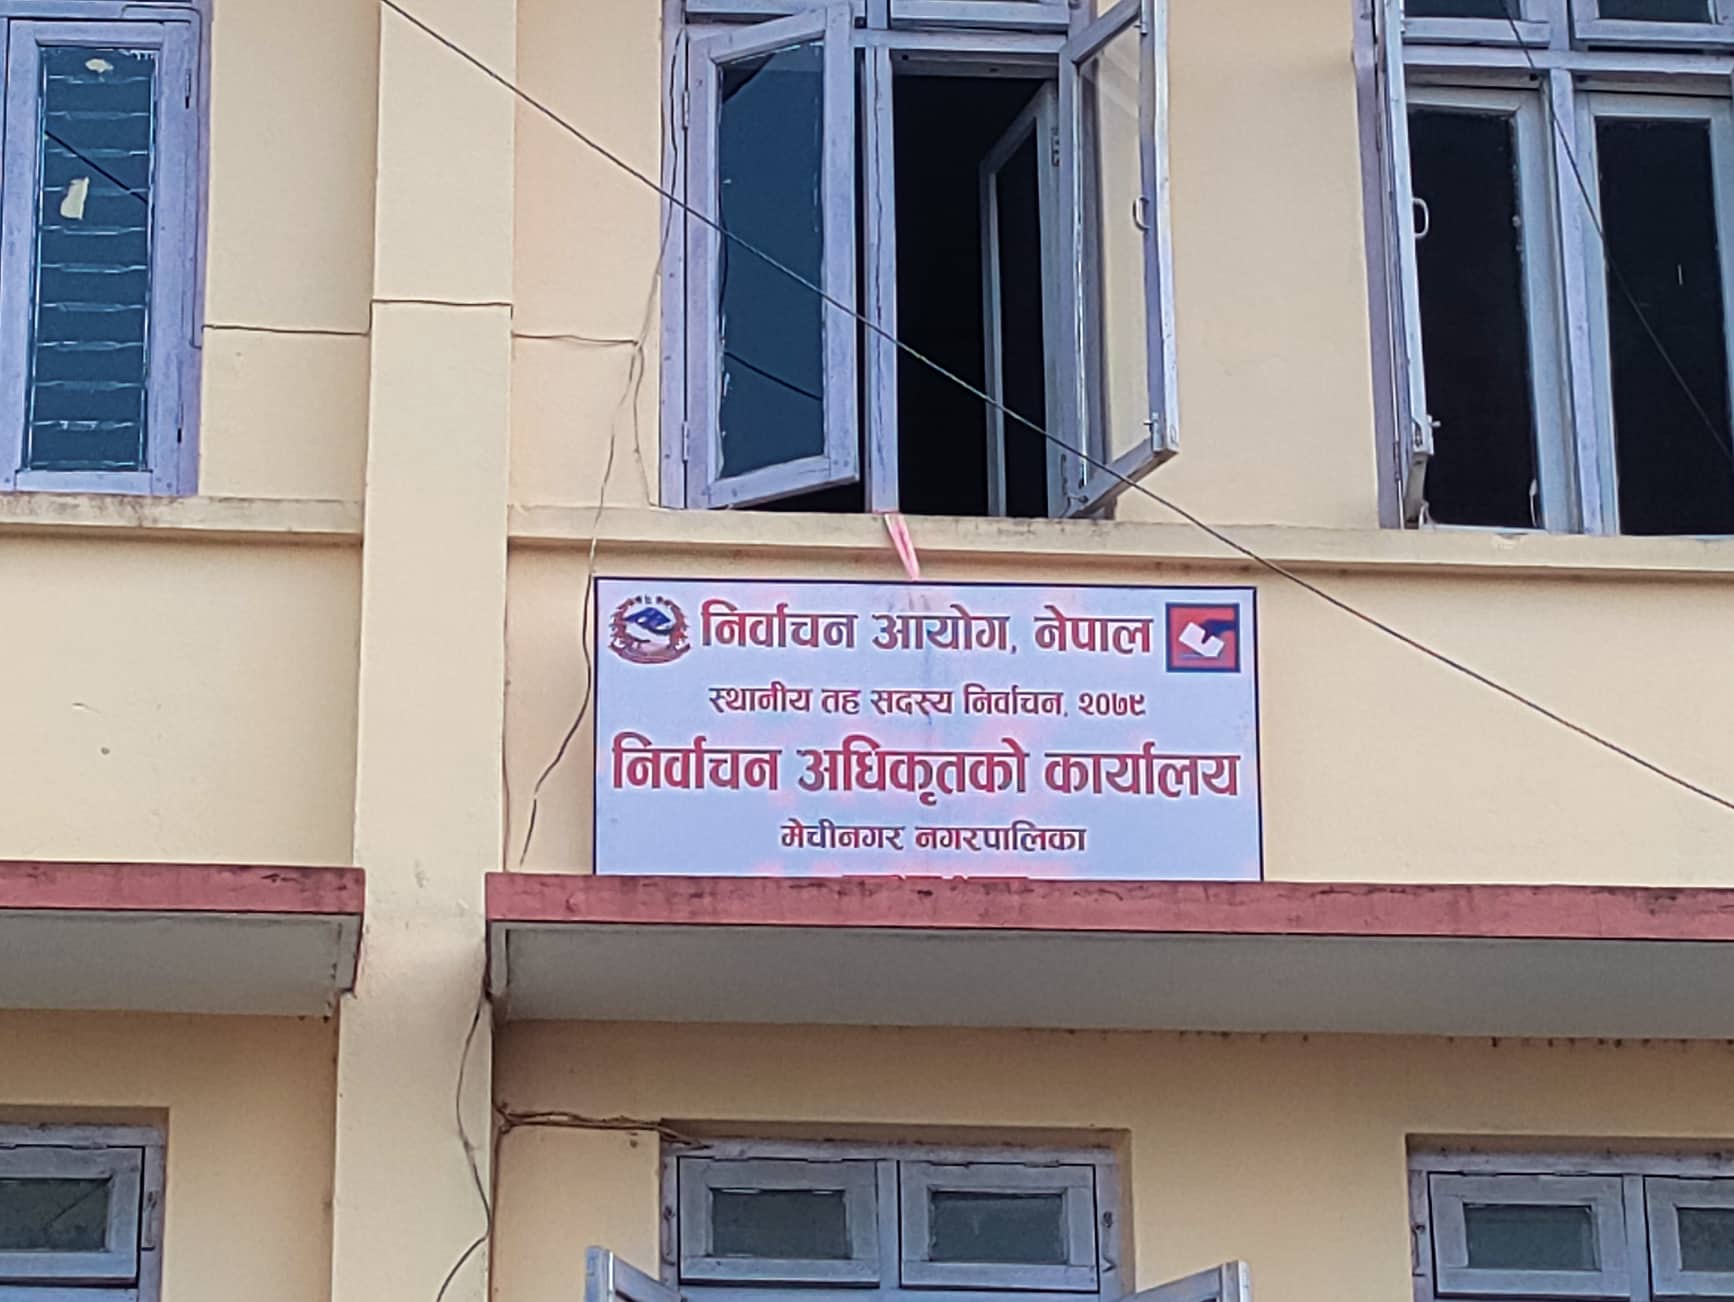 निर्वाचन आयोग, नेपाल
स्थानीय तह सदस्य निर्वाचन, २०७९
निर्वाचन अधिकृतको कार्यालय
मेचीनगर नगरपालिका